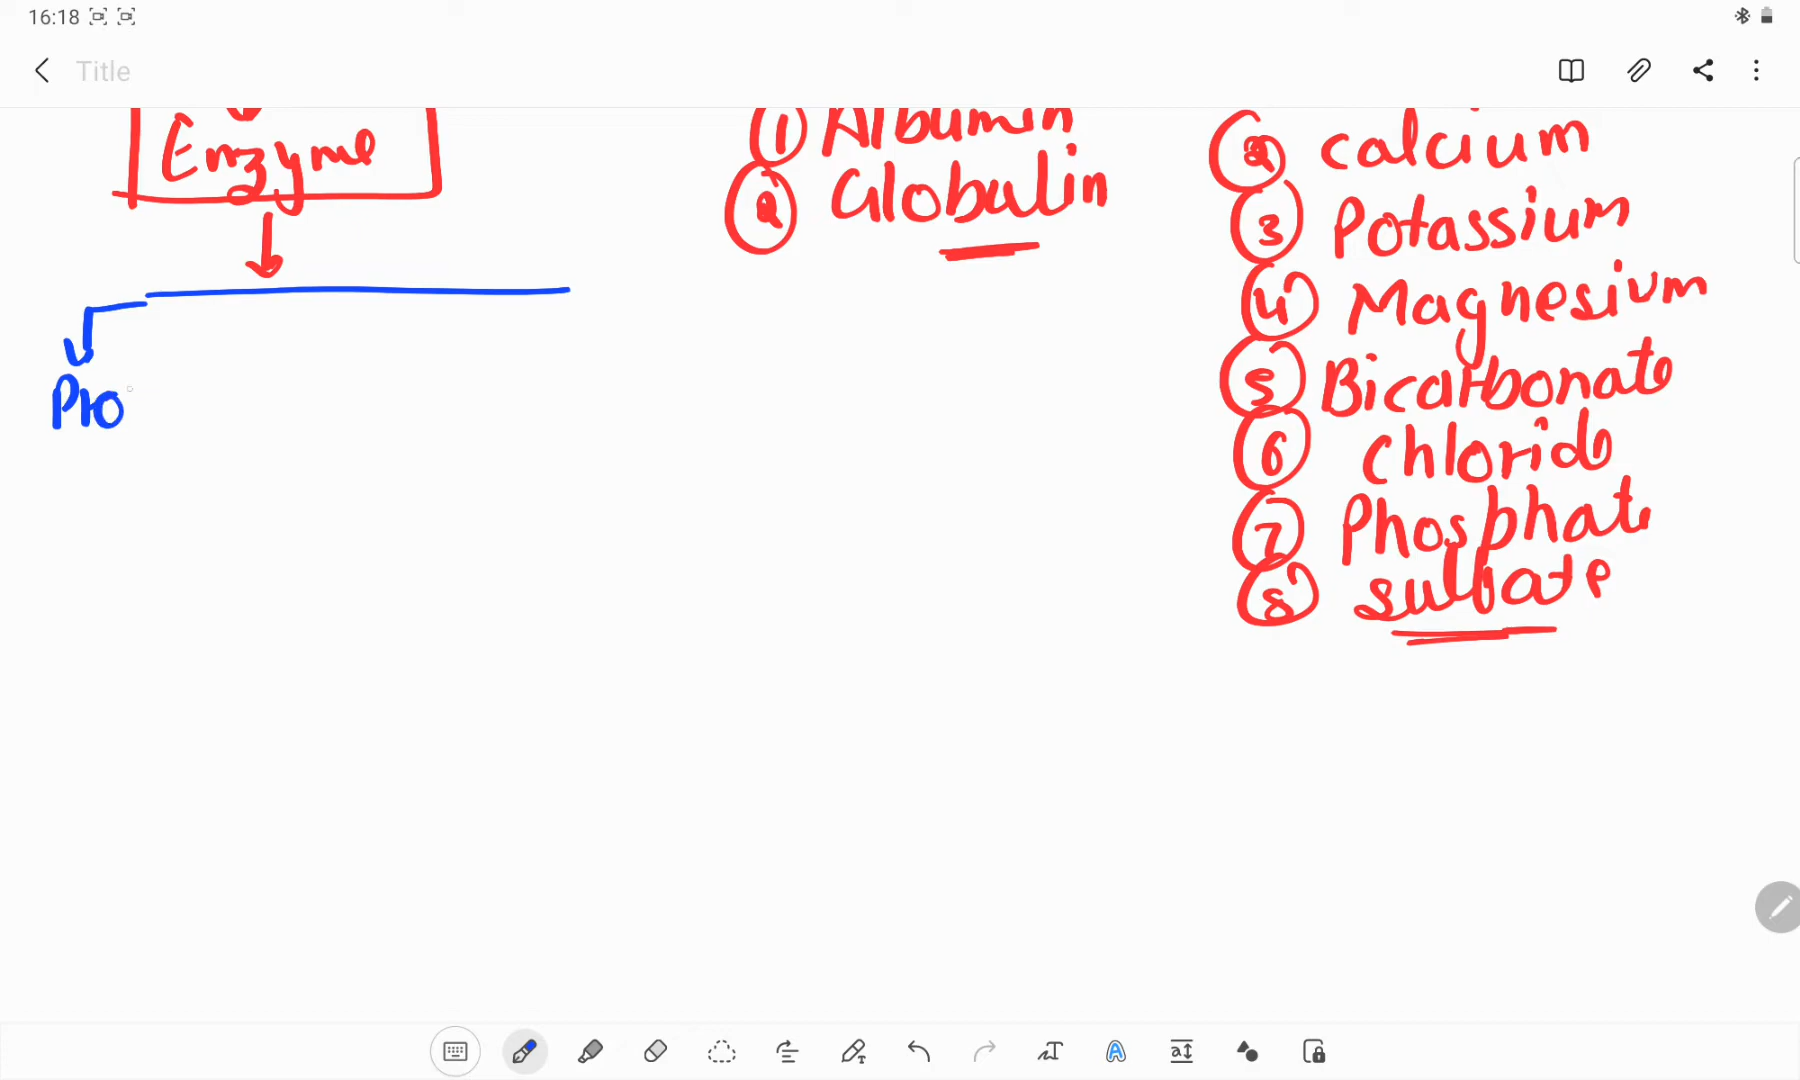 16:18
Title
Enzyme
① Albumin
② Globulin
Pro
② Calcium
③ Potassium
④ Magnesium
⑤ Bicarbonate
⑥ Chloride
⑦ Phosphate
⑧ Sulfate